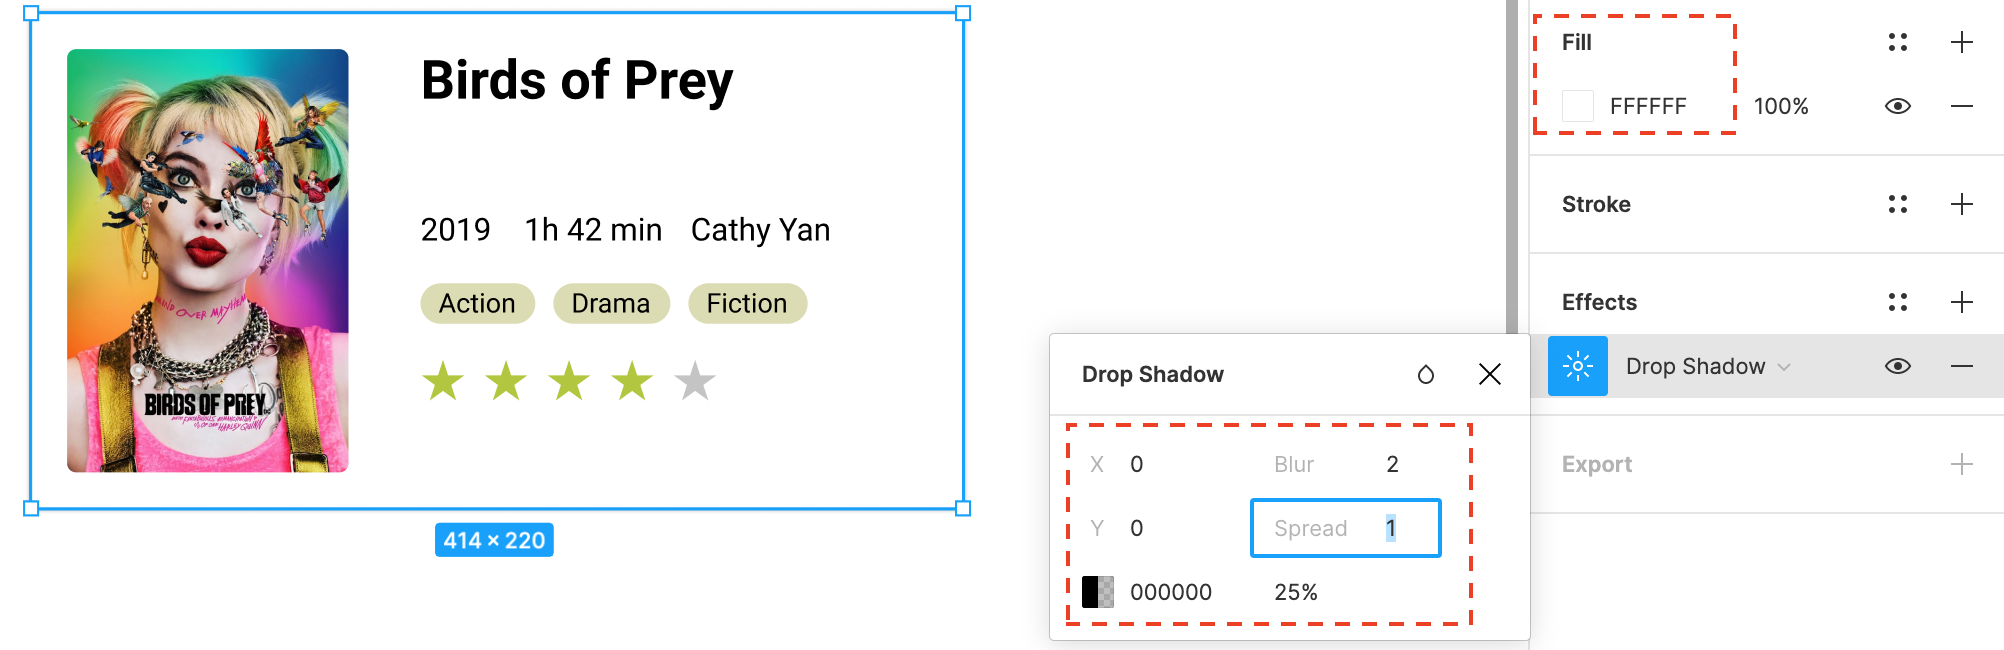 Birds of Prey
2019 1h 42 min Cathy Yan
Action Drama Fiction
MIND OVER MAYHEM
BIRDS OF PREY
414 × 220
Fill
FFFFFF 100%
Stroke
Effects
Drop Shadow
Export
Drop Shadow
X 0 Blur 2
Y 0 Spread 1
000000 25%